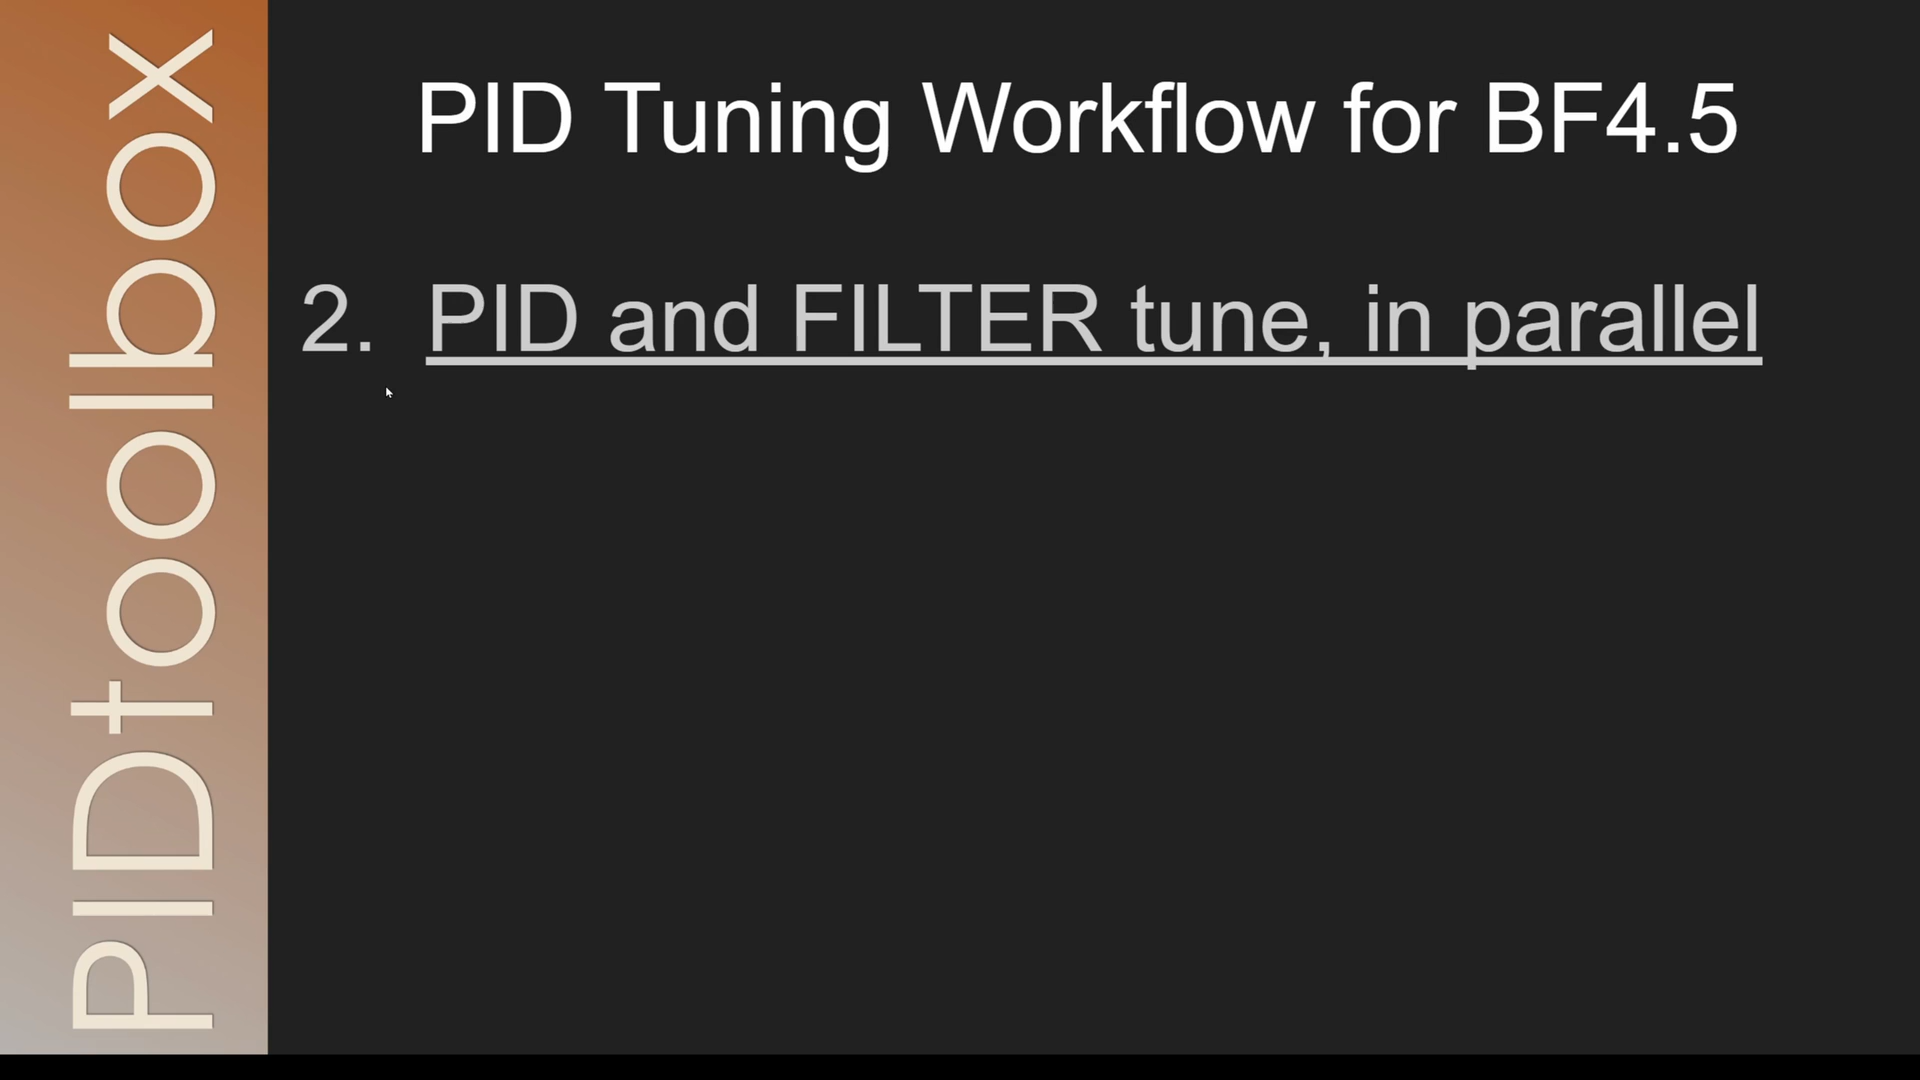 PIDtoolbox
PID Tuning Workflow for BF4.5
2. PID and FILTER tune, in parallel